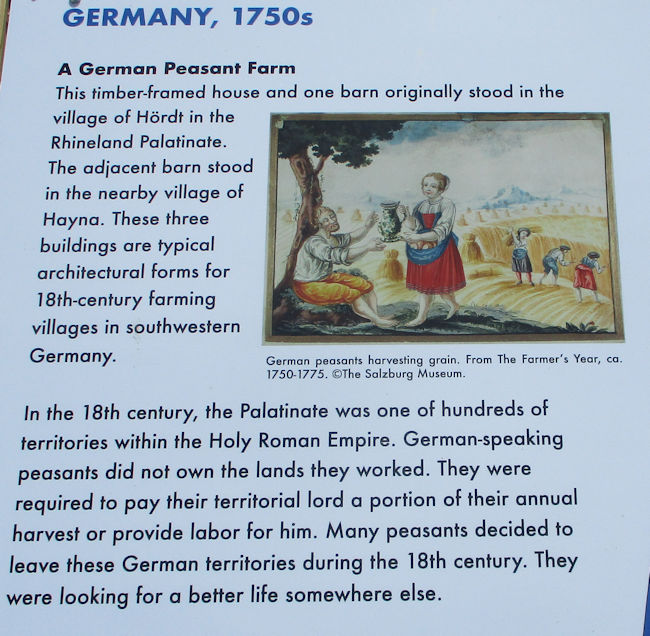 GERMANY, 1750s
A German Peasant Farm
This timber-framed house and one barn originally stood in the
village of Hördt in the
Rhineland Palatinate.
The adjacent barn stood
in the nearby village of
Hayna. These three
buildings are typical
architectural forms for
18th-century farming
villages in southwestern
Germany.
German peasants harvesting grain. From The Farmer's Year, ca.
1750-1775. ©The Salzburg Museum.
In the 18th century, the Palatinate was one of hundreds of
territories within the Holy Roman Empire. German-speaking
peasants did not own the lands they worked. They were
required to pay their territorial lord a portion of their annual
harvest or provide labor for him. Many peasants decided to
leave these German territories during the 18th century. They
were looking for a better life somewhere else.